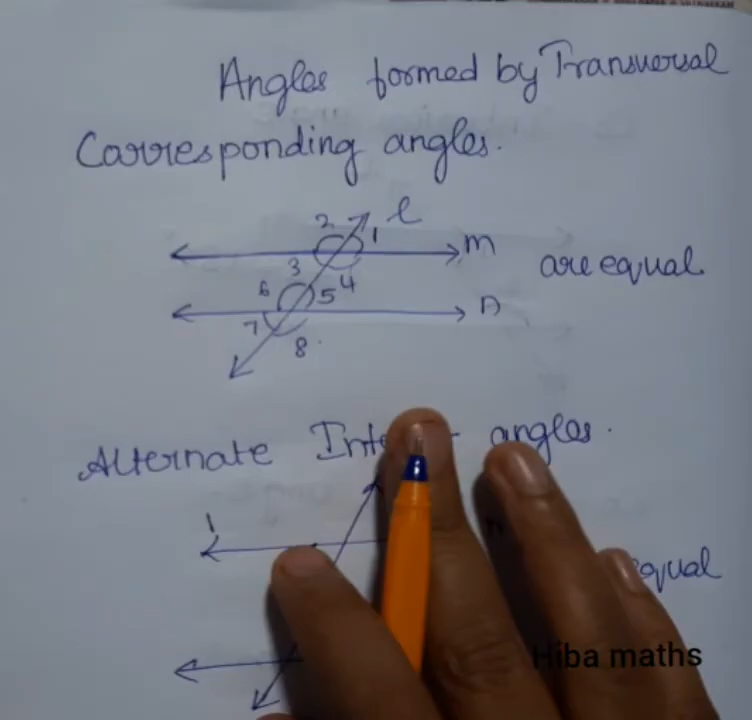 Angles formed by Transversal
Corresponding angles.
2 l
1
m
3 4
are equal
6 5
n
7
8
Alternate angles.
equal
Hiba maths